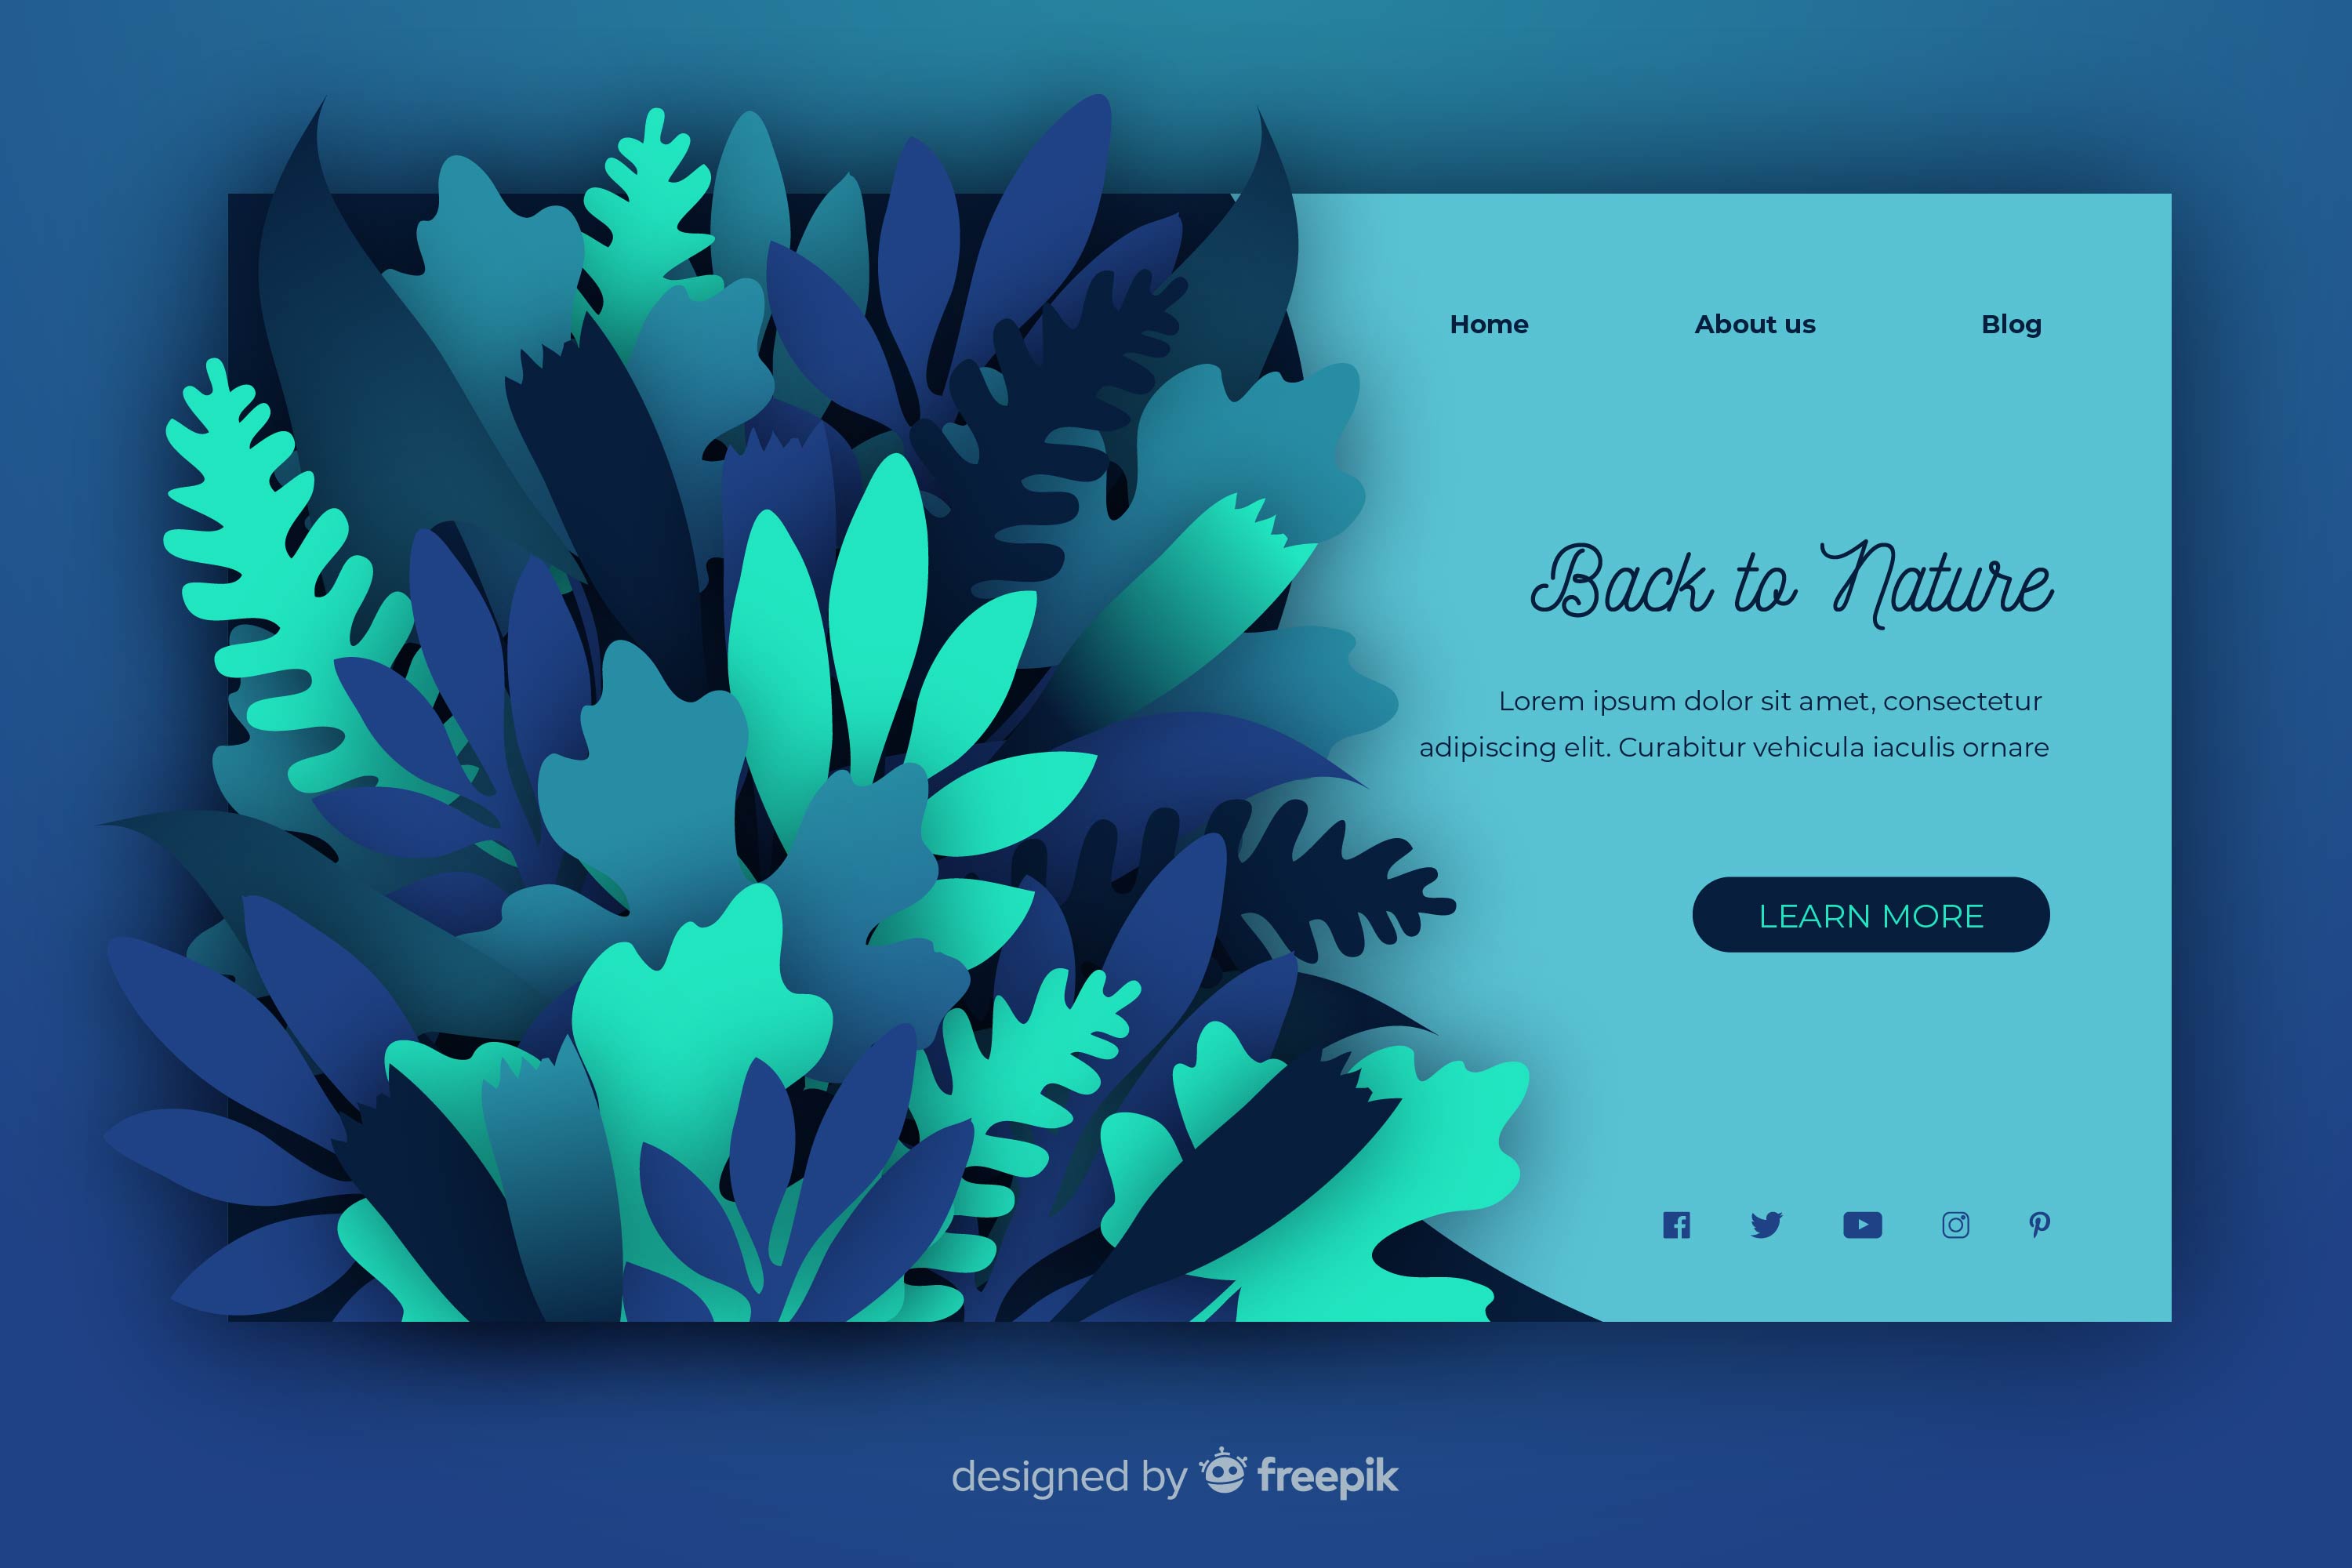 Home About us Blog
Back to Nature
Lorem ipsum dolor sit amet, consectetur
adipiscing elit. Curabitur vehicula iaculis ornare
LEARN MORE
designed by freepik